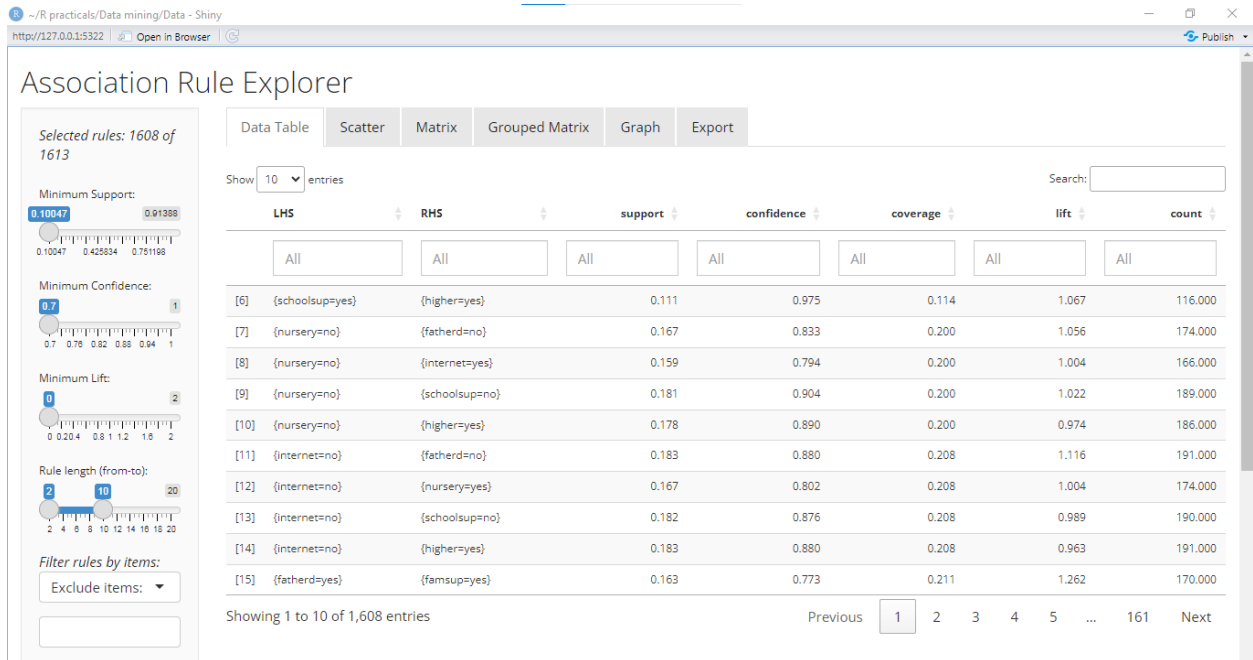 R ~/R practicals/Data mining/Data - Shiny
http://127.0.0.1:5322 Open in Browser Publish
Association Rule Explorer
Selected rules: 1608 of
1613
Minimum Support:
0.10047 0.91388
0.10047 0.425834 0.751198
Minimum Confidence:
0.7 1
0.7 0.76 0.82 0.88 0.94 1
Minimum Lift:
0 2
0 0.20.4 0.8 1 1.2 1.6 2
Rule length (from-to):
2 10 20
2 4 6 8 10 12 14 16 18 20
Filter rules by items:
Exclude items:
Data Table Scatter Matrix Grouped Matrix Graph Export
Show 10 entries Search:
LHS RHS support confidence coverage lift count
All All All All All All All
[6] {schoolsup=yes} {higher=yes} 0.111 0.975 0.114 1.067 116.000
[7] {nursery=no} {fatherd=no} 0.167 0.833 0.200 1.056 174.000
[8] {nursery=no} {internet=yes} 0.159 0.794 0.200 1.004 166.000
[9] {nursery=no} {schoolsup=no} 0.181 0.904 0.200 1.022 189.000
[10] {nursery=no} {higher=yes} 0.178 0.890 0.200 0.974 186.000
[11] {internet=no} {fatherd=no} 0.183 0.880 0.208 1.116 191.000
[12] {internet=no} {nursery=yes} 0.167 0.802 0.208 1.004 174.000
[13] {internet=no} {schoolsup=no} 0.182 0.876 0.208 0.989 190.000
[14] {internet=no} {higher=yes} 0.183 0.880 0.208 0.963 191.000
[15] {fatherd=yes} {famsup=yes} 0.163 0.773 0.211 1.262 170.000
Showing 1 to 10 of 1,608 entries Previous 1 2 3 4 5 ... 161 Next